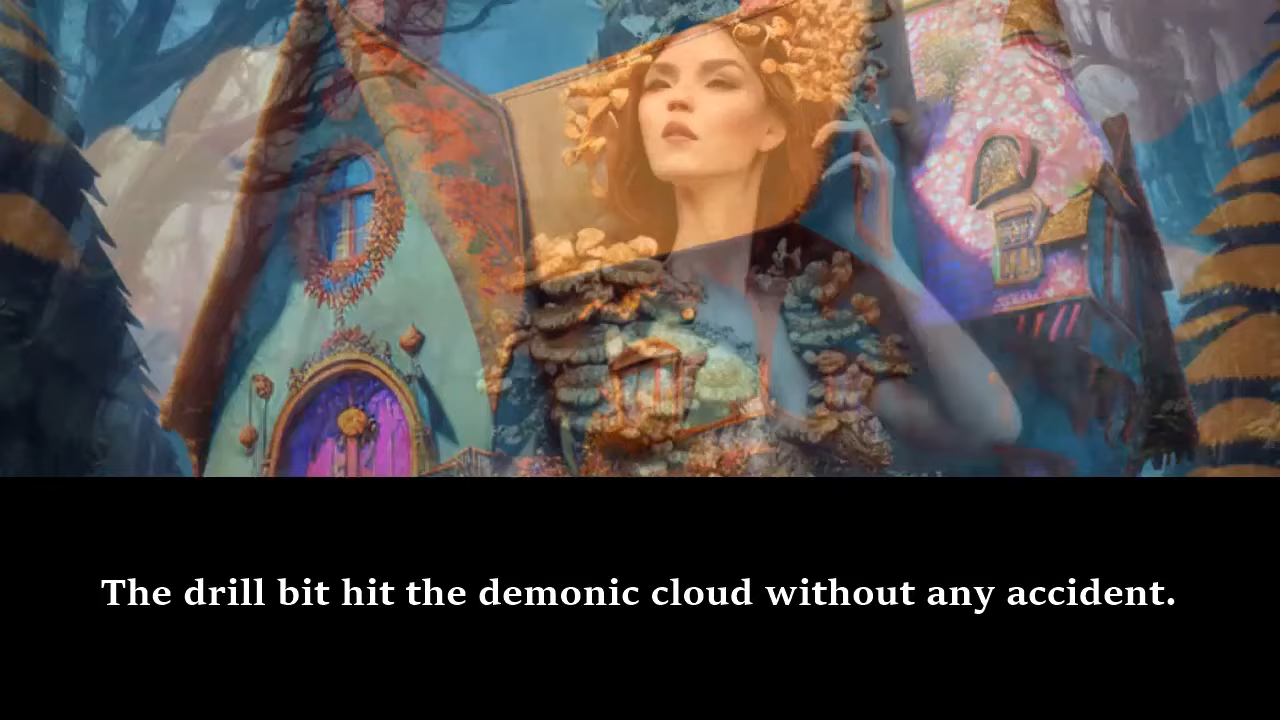 The drill bit hit the demonic cloud without any accident.